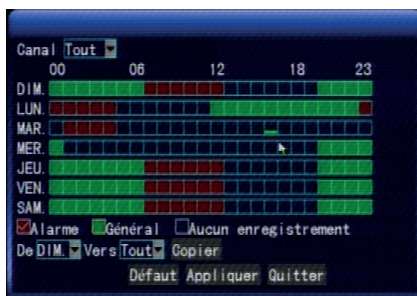 Canal Tout
00 06 12 18 23
DIM.
LUN.
MAR.
MER.
JEU.
VEN.
SAM.
Alarme Général Aucun enregistrement
De DIM. Vers Tout Copier
Défaut Appliquer Quitter